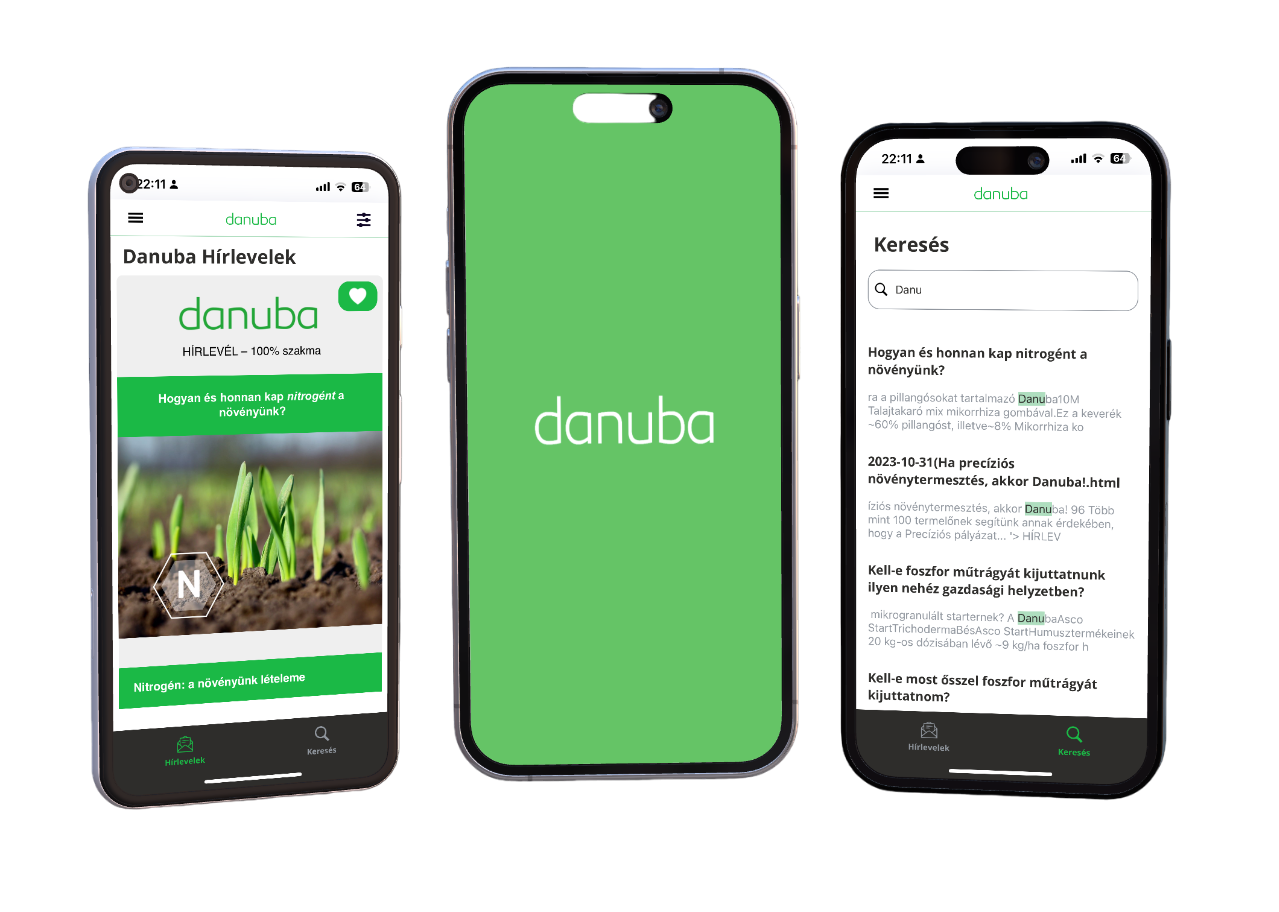 22:11
64
danuba
Danuba Hírlevelek
danuba
HÍRLEVÉL – 100% szakma
Hogyan és honnan kap nitrogént a
növényünk?
N
Nitrogén: a növényünk lételeme
Hírlevelek
Keresés
danuba
22:11
64
danuba
Keresés
Danu
Hogyan és honnan kap nitrogént a
növényünk?
ra a pillangósokat tartalmazó Danuba10M
Talajtakaró mix mikorrhiza gombával.Ez a keverék
~60% pillangóst, illetve~8% Mikorrhiza ko
2023-10-31(Ha precíziós
növénytermesztés, akkor Danuba!.html
íziós növénytermesztés, akkor Danuba! 96 Több
mint 100 termelőnek segítünk annak érdekében,
hogy a Precíziós pályázat... "> HÍRLEV
Kell-e foszfor műtrágyát kijuttatnunk
ilyen nehéz gazdasági helyzetben?
mikrogranulált starternek? A DanubaAsco
StartTrichodermaBésAsco StartHumusztermékeinek
20 kg-os dózisában lévő ~9 kg/ha foszfor h
Kell-e most ősszel foszfor műtrágyát
kijuttatnom?
Hírlevelek
Keresés